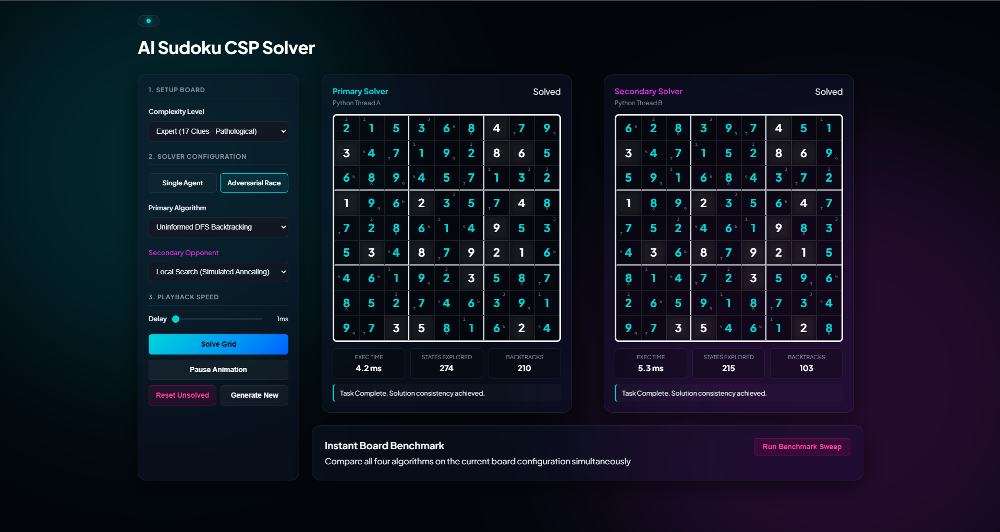 AI Sudoku CSP Solver
1. SETUP BOARD
Complexity Level
Expert (17 Clues - Pathological)
2. SOLVER CONFIGURATION
Single Agent
Adversarial Race
Primary Algorithm
Uninformed DFS Backtracking
Secondary Opponent
Local Search (Simulated Annealing)
3. PLAYBACK SPEED
Delay 1ms
Solve Grid
Pause Animation
Reset Unsolved
Generate New
Primary Solver
Solved
Python Thread A
2 1 5 3 6 8 4 7 9
3 4 7 1 9 2 8 6 5
6 8 9 4 5 7 1 3 2
1 9 6 2 3 5 7 4 8
7 2 8 6 1 4 9 5 3
5 3 4 8 7 9 2 1 6
4 6 1 9 2 3 5 8 7
8 5 2 7 4 6 3 9 1
9 7 3 5 8 1 6 2 4
EXEC TIME
4.2 ms
STATES EXPLORED
274
BACKTRACKS
210
Task Complete. Solution consistency achieved.
Secondary Solver
Solved
Python Thread B
6 2 8 3 9 7 4 5 1
3 4 7 1 5 2 8 6 9
5 9 1 6 8 4 3 7 2
1 8 9 2 3 5 6 4 7
7 5 2 4 6 1 9 8 3
4 3 6 8 7 9 2 1 5
8 1 4 7 2 3 5 9 6
2 6 5 9 1 8 7 3 4
9 7 3 5 4 6 1 2 8
EXEC TIME
5.3 ms
STATES EXPLORED
215
BACKTRACKS
103
Task Complete. Solution consistency achieved.
Instant Board Benchmark
Compare all four algorithms on the current board configuration simultaneously
Run Benchmark Sweep